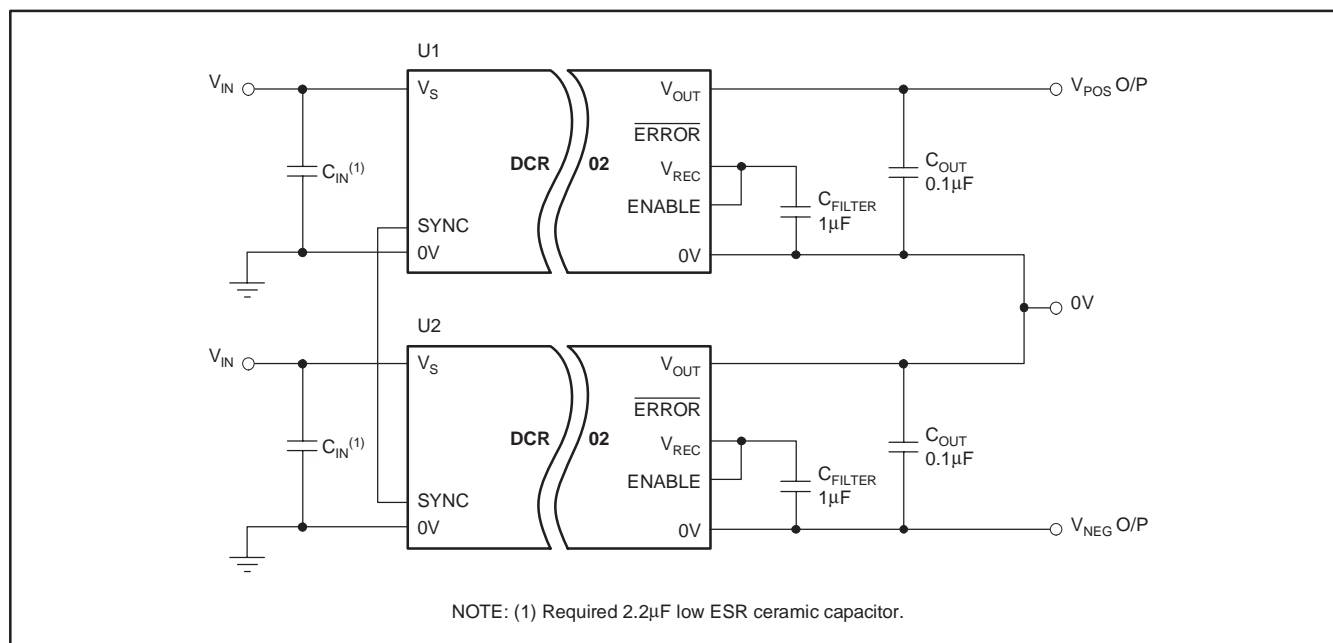 U1
V_IN
V_S
V_OUT
V_POS O/P
ERROR
C_IN^(1)
DCR 02
V_REC
C_OUT
0.1μF
ENABLE
C_FILTER
1μF
SYNC
0V
0V
0V
U2
V_IN
V_S
V_OUT
ERROR
C_IN^(1)
DCR 02
V_REC
C_OUT
0.1μF
ENABLE
C_FILTER
1μF
SYNC
0V
0V
V_NEG O/P
NOTE: (1) Required 2.2μF low ESR ceramic capacitor.